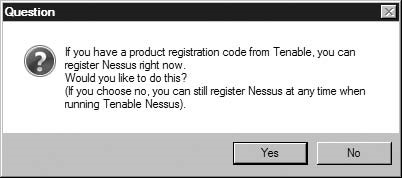 Question
If you have a product registration code from Tenable, you can
register Nessus right now.
Would you like to do this?
(If you choose no, you can still register Nessus at any time when
running Tenable Nessus).
Yes No